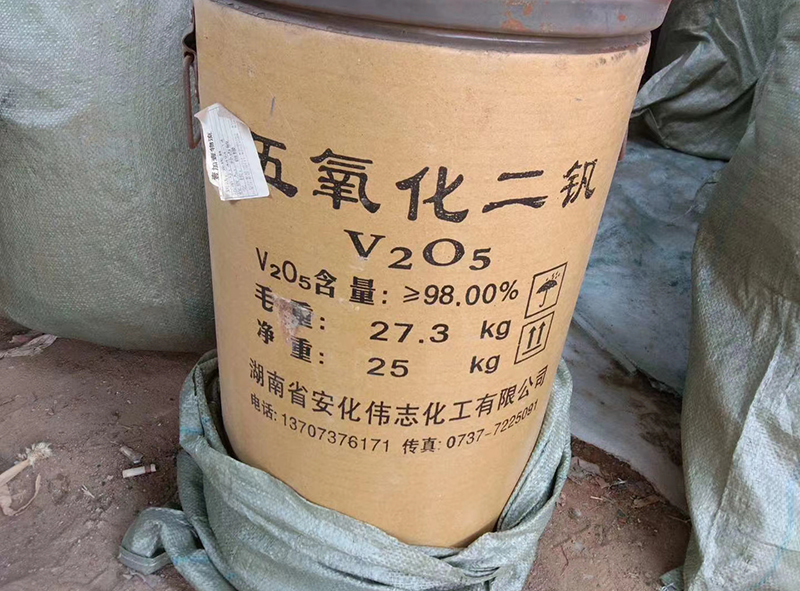 五氧化二钒
V₂O₅
V₂O₅含量: ≥98.00%
毛重: 27.3 kg
净重: 25 kg
湖南省安化伟志化工有限公司
电话: 13707376171 传真: 0737-7225091